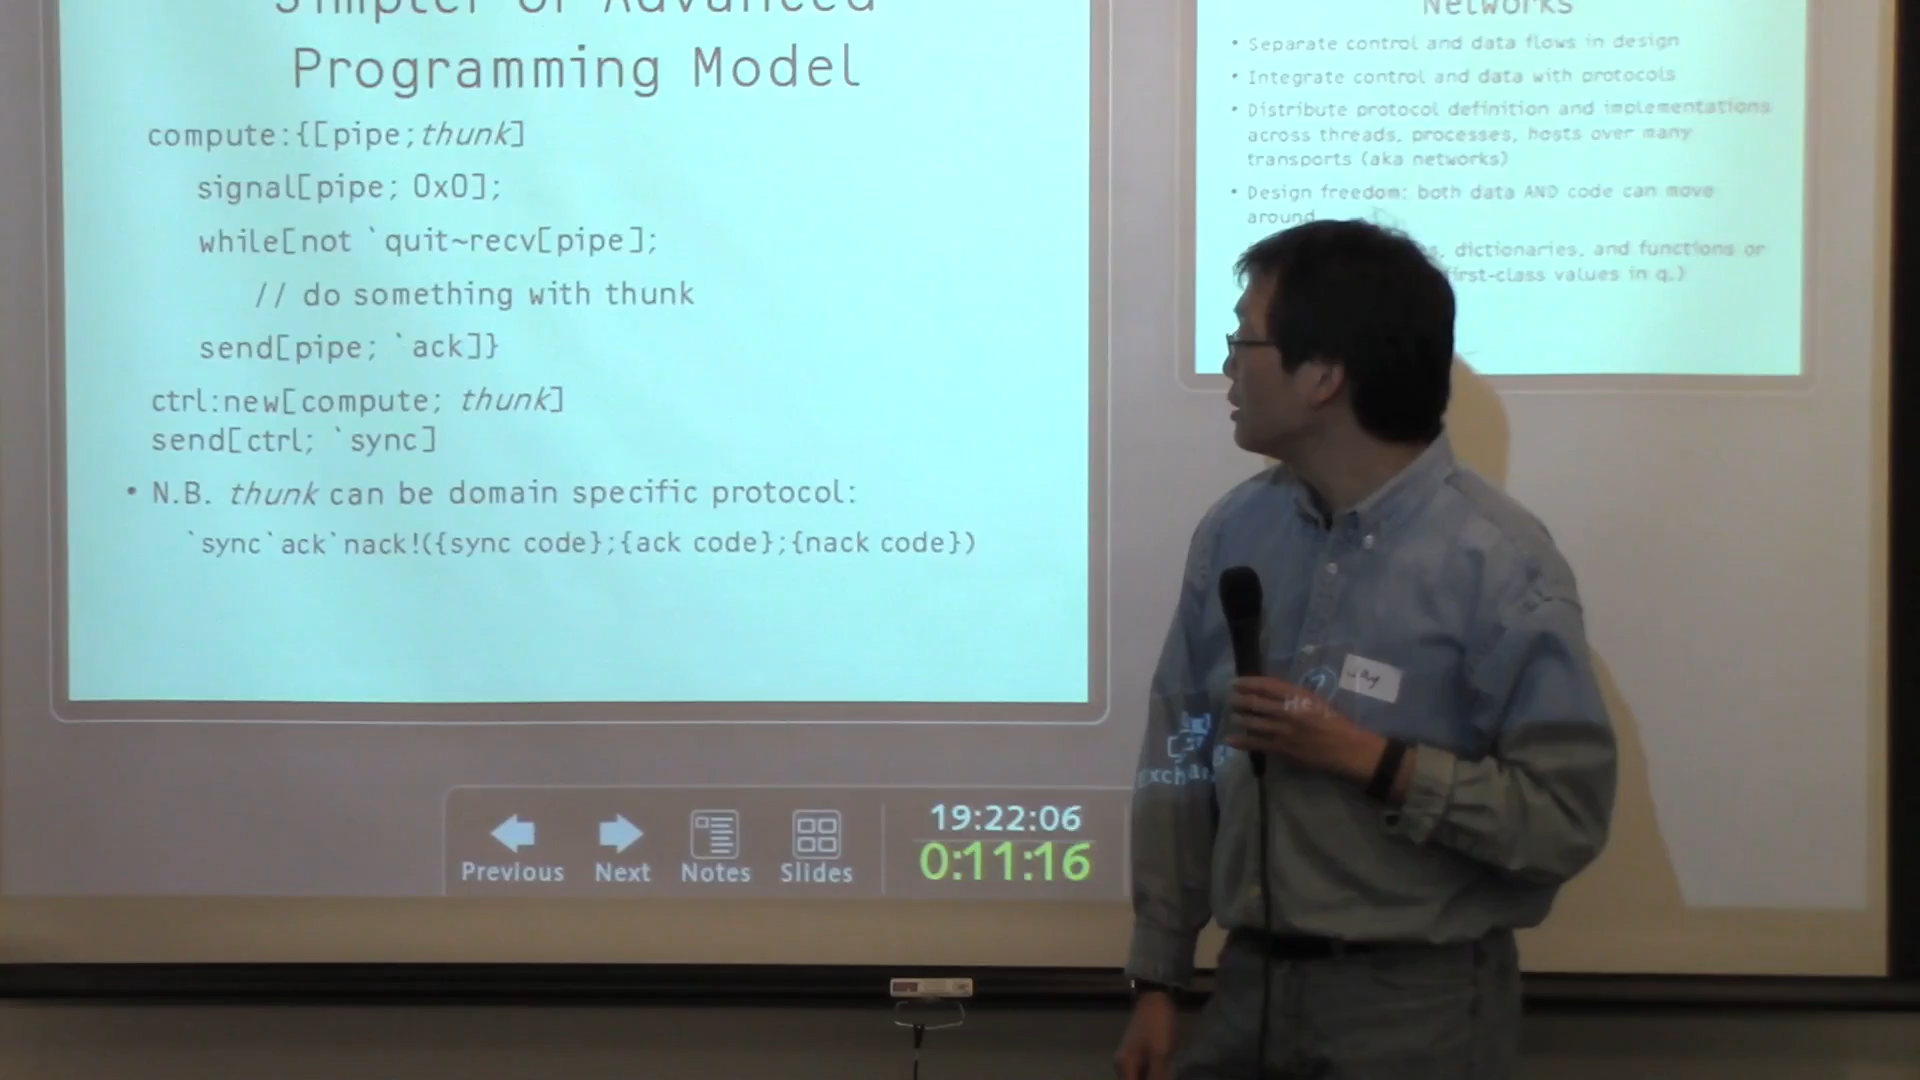 Simpler or Advanced
Programming Model
compute:{[pipe;thunk]
signal[pipe; 0x0];
while[not `quit~recv[pipe];
// do something with thunk
send[pipe; `ack]}
ctrl:new[compute; thunk]
send[ctrl; `sync]
• N.B. thunk can be domain specific protocol:
`sync`ack`nack!({sync code};{ack code};{nack code})
Networks
• Separate control and data flows in design
• Integrate control and data with protocols
• Distribute protocol definition and implementations
across threads, processes, hosts over many
transports (aka networks)
• Design freedom: both data AND code can move
around
, dictionaries, and functions or
first-class values in q.)
Previous
Next
Notes
Slides
19:22:06
0:11:16
?